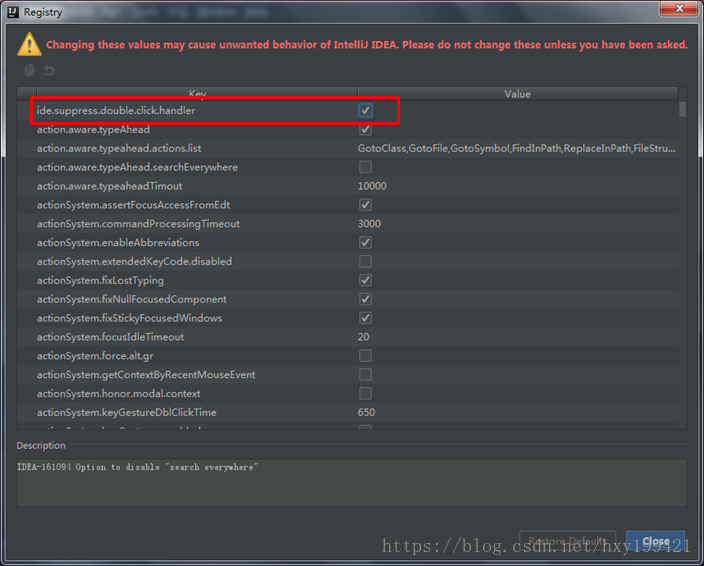 Registry
Changing these values may cause unwanted behavior of IntelliJ IDEA. Please do not change these unless you have been asked.
Key Value
ide.suppress.double.click.handler
action.aware.typeAhead
action.aware.typeahead.actions.list GotoClass,GotoFile,GotoSymbol,FindInPath,ReplaceInPath,FileStru...
action.aware.typeAhead.searchEverywhere
action.aware.typeaheadTimout 10000
actionSystem.assertFocusAccessFromEdt
actionSystem.commandProcessingTimeout 3000
actionSystem.enableAbbreviations
actionSystem.extendedKeyCode.disabled
actionSystem.fixLostTyping
actionSystem.fixNullFocusedComponent
actionSystem.fixStickyFocusedWindows
actionSystem.focusIdleTimeout 20
actionSystem.force.alt.gr
actionSystem.getContextByRecentMouseEvent
actionSystem.honor.modal.context
actionSystem.keyGestureDblClickTime 650
Description
IDEA-161094 Option to disable "search everywhere"
Restore Defaults Close
https://blog.csdn.net/hxy199421